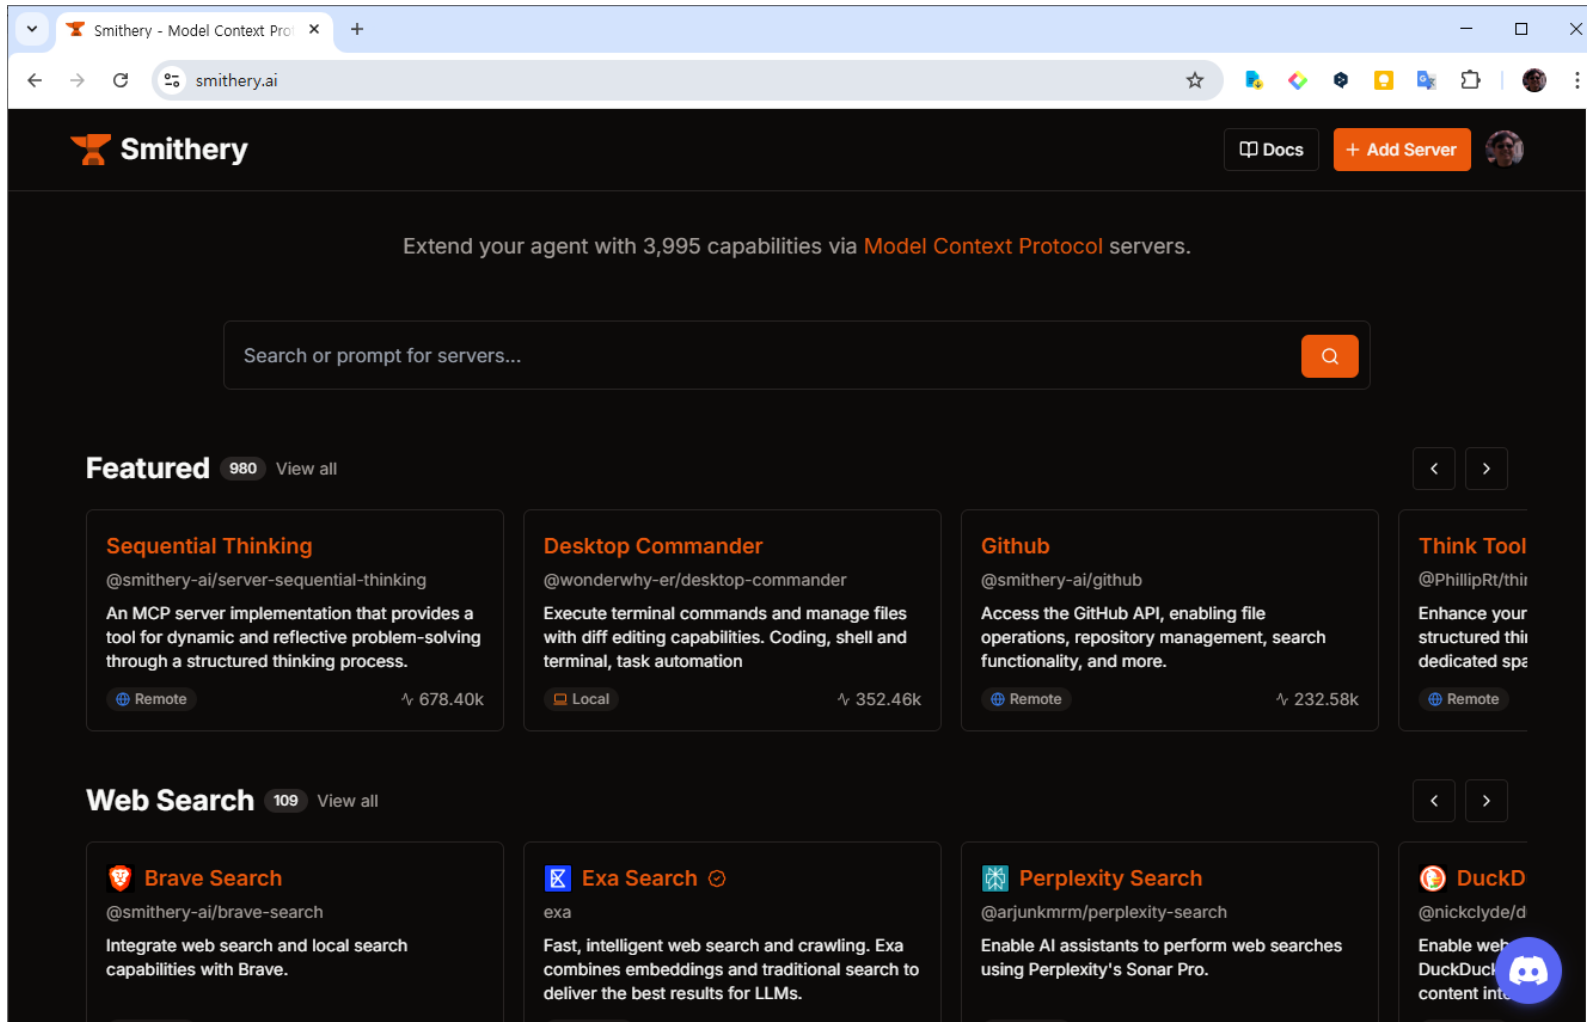 Smithery - Model Context Pro
smithery.ai
Smithery
Docs
+ Add Server
Extend your agent with 3,995 capabilities via Model Context Protocol servers.
Search or prompt for servers...
Featured 980 View all
Sequential Thinking
@smithery-ai/server-sequential-thinking
An MCP server implementation that provides a
tool for dynamic and reflective problem-solving
through a structured thinking process.
Remote 678.40k
Desktop Commander
@wonderwhy-er/desktop-commander
Execute terminal commands and manage files
with diff editing capabilities. Coding, shell and
terminal, task automation
Local 352.46k
Github
@smithery-ai/github
Access the GitHub API, enabling file
operations, repository management, search
functionality, and more.
Remote 232.58k
Think Tool
@PhillipRt/thin
Enhance your
structured thin
dedicated spa
Remote
Web Search 109 View all
Brave Search
@smithery-ai/brave-search
Integrate web search and local search
capabilities with Brave.
Exa Search
exa
Fast, intelligent web search and crawling. Exa
combines embeddings and traditional search to
deliver the best results for LLMs.
Perplexity Search
@arjunkmrm/perplexity-search
Enable AI assistants to perform web searches
using Perplexity's Sonar Pro.
DuckD
@nickclyde/d
Enable web
DuckDuck
content int